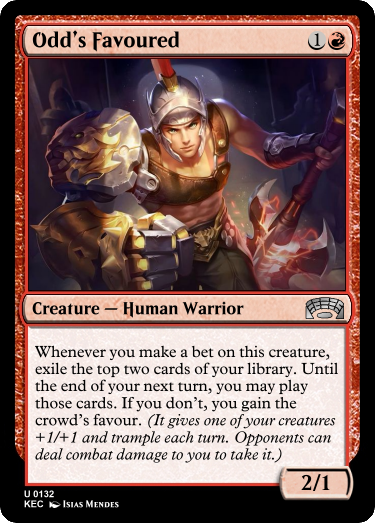 Odd's Favoured
1
Creature — Human Warrior
Whenever you make a bet on this creature,
exile the top two cards of your library. Until
the end of your next turn, you may play
those cards. If you don't, you gain the
crowd's favour. (It gives one of your creatures
+1/+1 and trample each turn. Opponents can
deal combat damage to you to take it.)
2/1
U 0132
KEC Isias Mendes